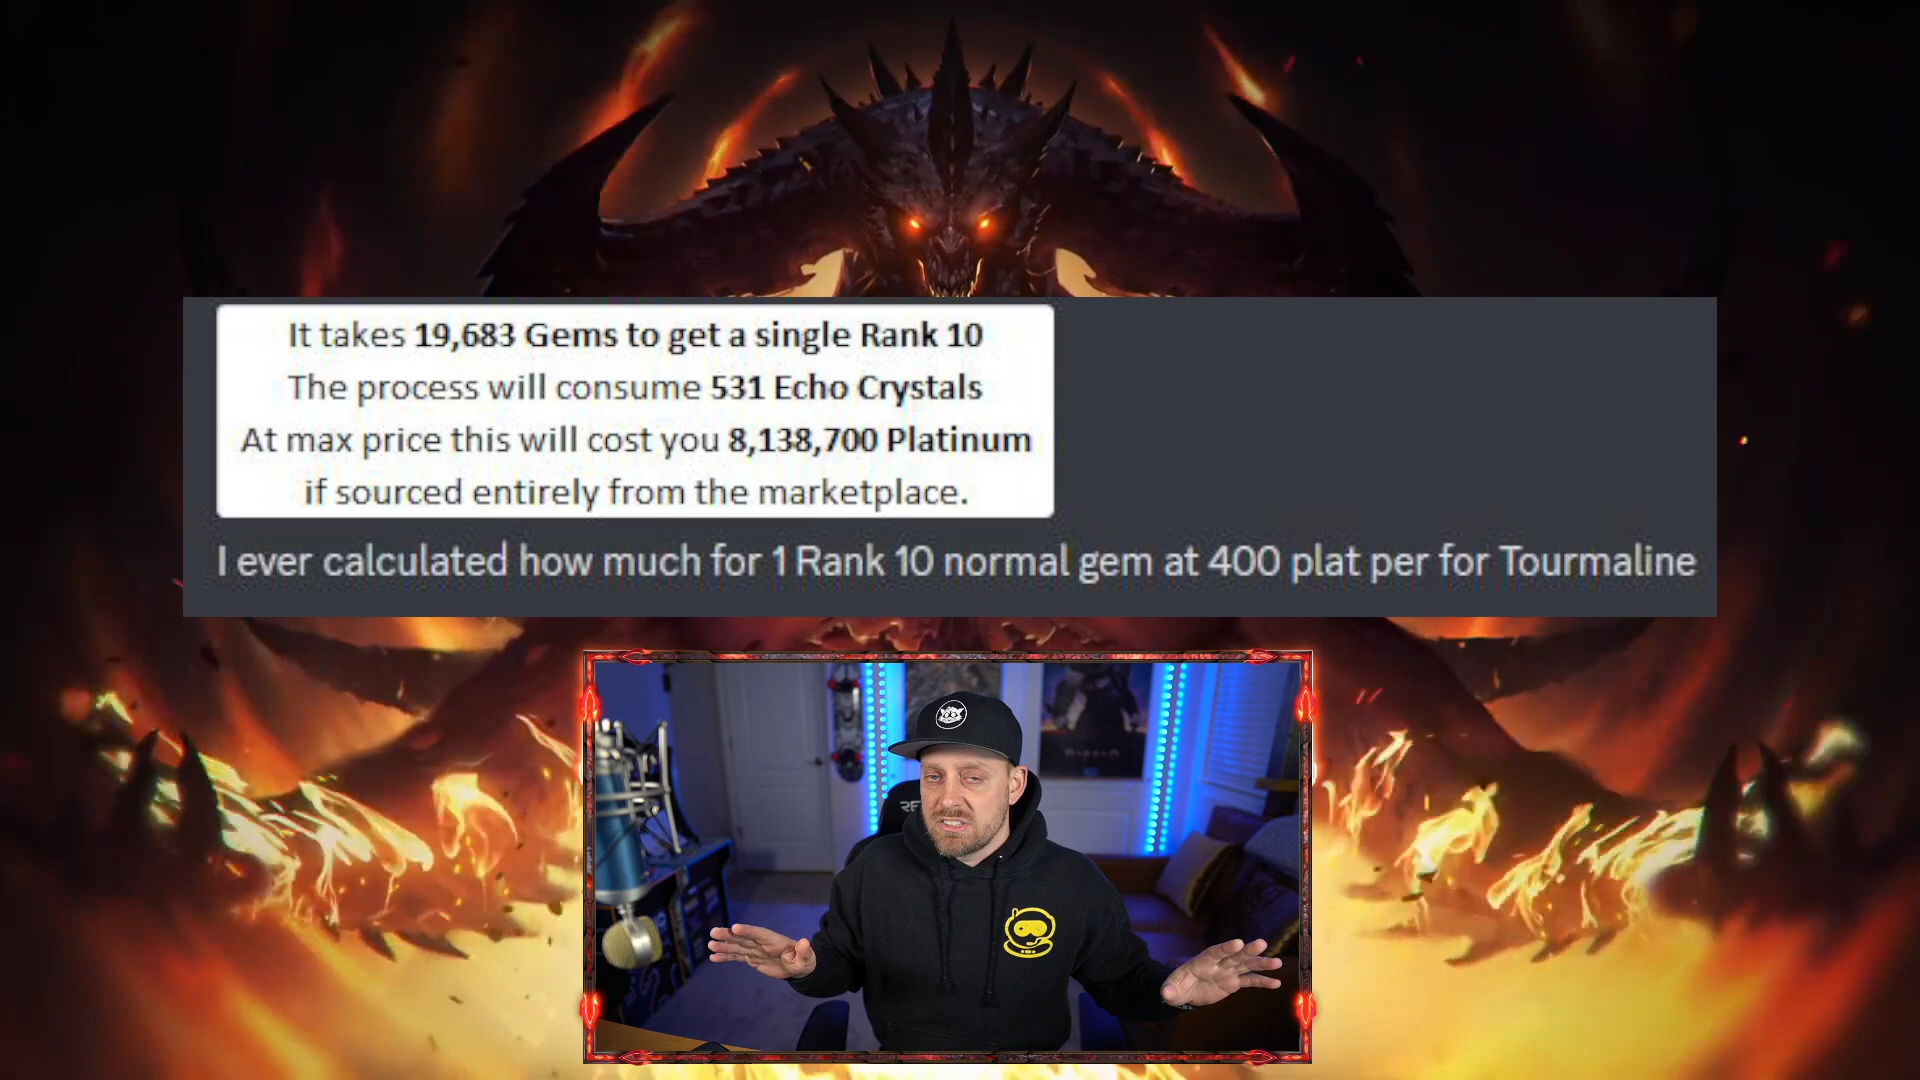 It takes 19,683 Gems to get a single Rank 10
The process will consume 531 Echo Crystals
At max price this will cost you 8,138,700 Platinum
if sourced entirely from the marketplace.
I ever calculated how much for 1 Rank 10 normal gem at 400 plat per for Tourmaline
DIABLO